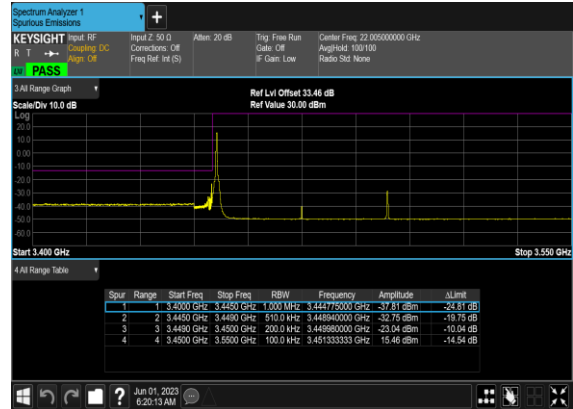 Spectrum Analyzer 1
Spurious Emissions
KEYSIGHT Input: RF
R T Coupling: DC
Align: Off
Input Z: 50 Ω
Corrections: Off
Freq Ref: Int (S)
Atten: 20 dB
Trig: Free Run
Gate: Off
IF Gain: Low
Center Freq: 22.005000000 GHz
Avg|Hold: 100/100
Radio Std: None
PASS
3 All Range Graph
Scale/Div 10.0 dB
Ref Lvl Offset 33.46 dB
Ref Value 30.00 dBm
Log
20.0
10.0
0.00
-10.0
-20.0
-30.0
-40.0
-50.0
-60.0
Start 3.400 GHz
Stop 3.550 GHz
4 All Range Table
Spur Range Start Freq Stop Freq RBW Frequency Amplitude ΔLimit
1 1 3.4000 GHz 3.4450 GHz 1.000 MHz 3.444775000 GHz -37.81 dBm -24.81 dB
2 2 3.4450 GHz 3.4490 GHz 510.0 kHz 3.448940000 GHz -32.75 dBm -19.75 dB
3 3 3.4490 GHz 3.4500 GHz 200.0 kHz 3.449980000 GHz -23.04 dBm -10.04 dB
4 4 3.4500 GHz 3.5500 GHz 100.0 kHz 3.451333333 GHz 15.46 dBm -14.54 dB
?
Jun 01, 2023
6:20:13 AM